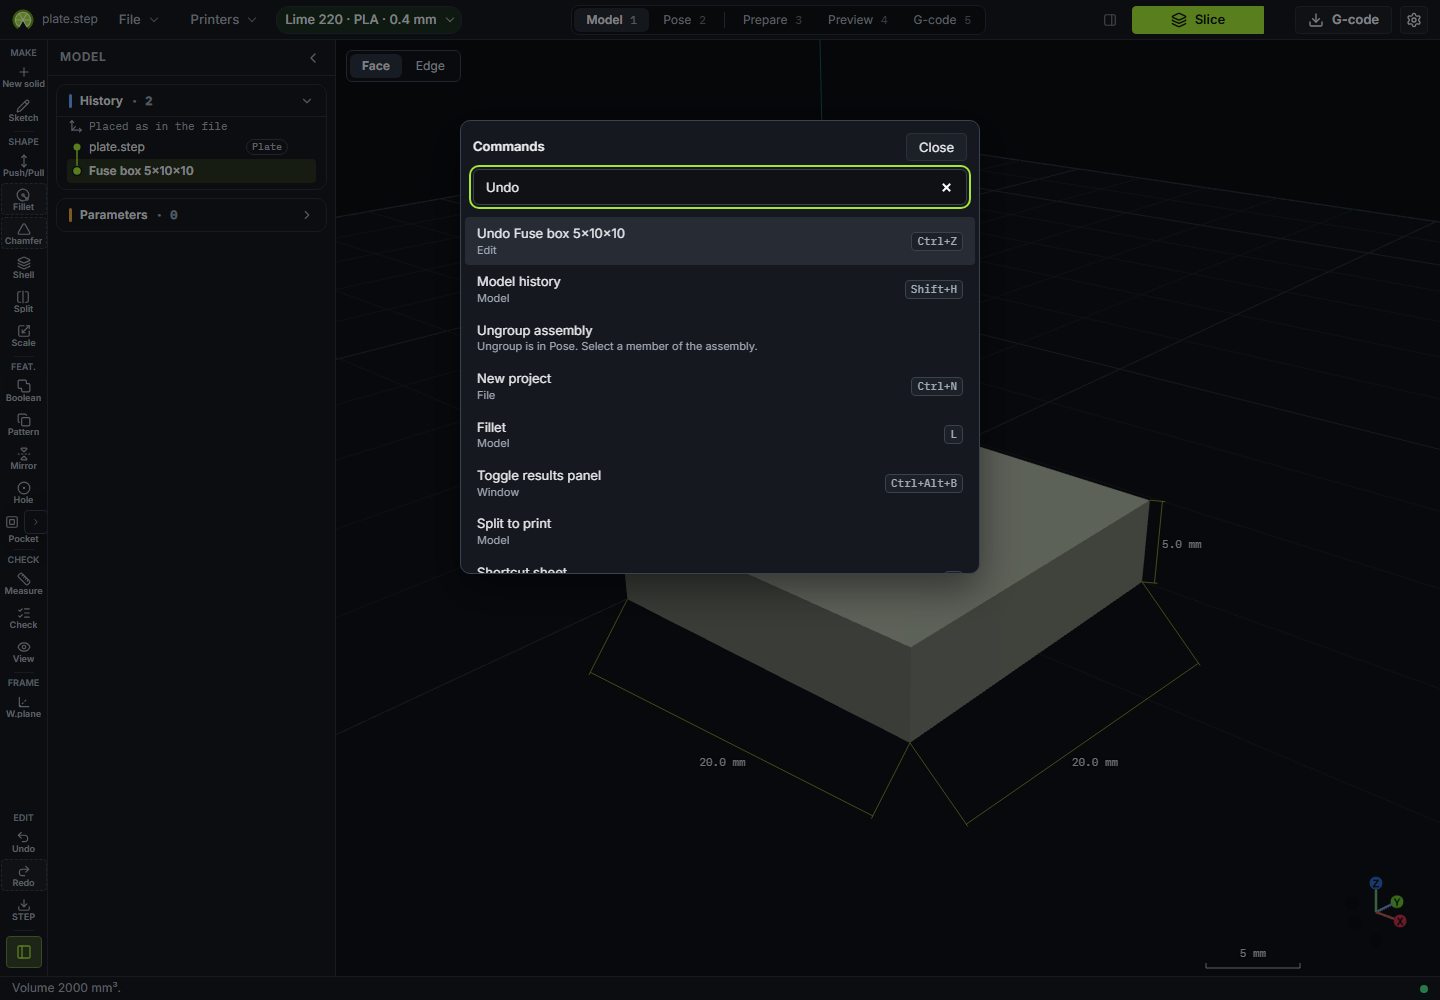 plate.step
File
Printers
Lime 220 · PLA · 0.4 mm
Model 1
Pose 2
Prepare 3
Preview 4
G-code 5
Slice
G-code
MAKE
New solid
Sketch
SHAPE
Push/Pull
Fillet
Chamfer
Shell
Split
Scale
FEAT.
Boolean
Pattern
Mirror
Hole
Pocket
CHECK
Measure
Check
View
FRAME
W.plane
EDIT
Undo
Redo
STEP
MODEL
History · 2
Placed as in the file
plate.step
Plate
Fuse box 5×10×10
Parameters · 0
Face
Edge
Commands
Close
Undo
Undo Fuse box 5×10×10
Edit
Ctrl+Z
Model history
Model
Shift+H
Ungroup assembly
Ungroup is in Pose. Select a member of the assembly.
New project
File
Ctrl+N
Fillet
Model
L
Toggle results panel
Window
Ctrl+Alt+B
Split to print
Model
Shortcut sheet
5.0 mm
20.0 mm
20.0 mm
Z
Y
X
5 mm
Volume 2000 mm³.